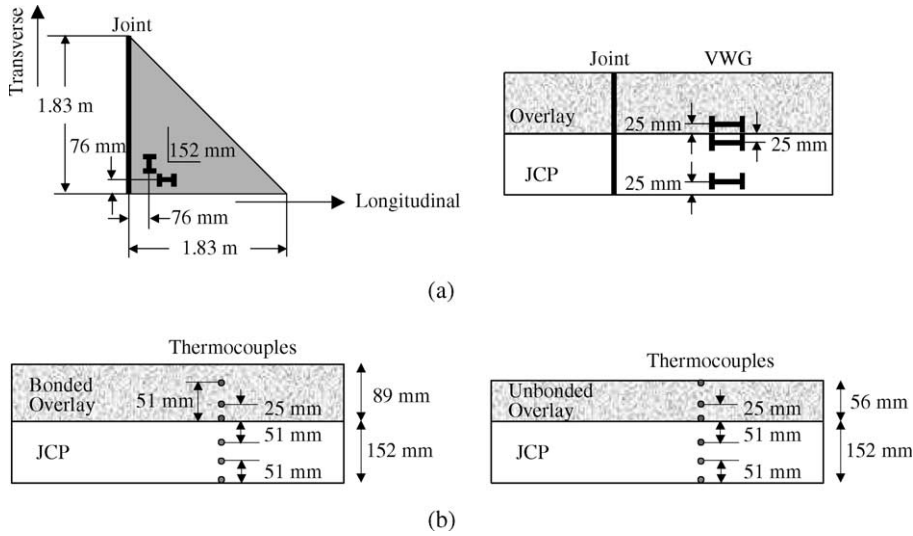 Transverse
Joint
1.83 m
76 mm
152 mm
Longitudinal
76 mm
1.83 m
Joint
VWG
Overlay
25 mm
25 mm
JCP
25 mm
(a)
Thermocouples
Bonded
Overlay
51 mm
25 mm
89 mm
JCP
51 mm
51 mm
152 mm
Thermocouples
Unbonded
Overlay
25 mm
56 mm
JCP
51 mm
51 mm
152 mm
(b)